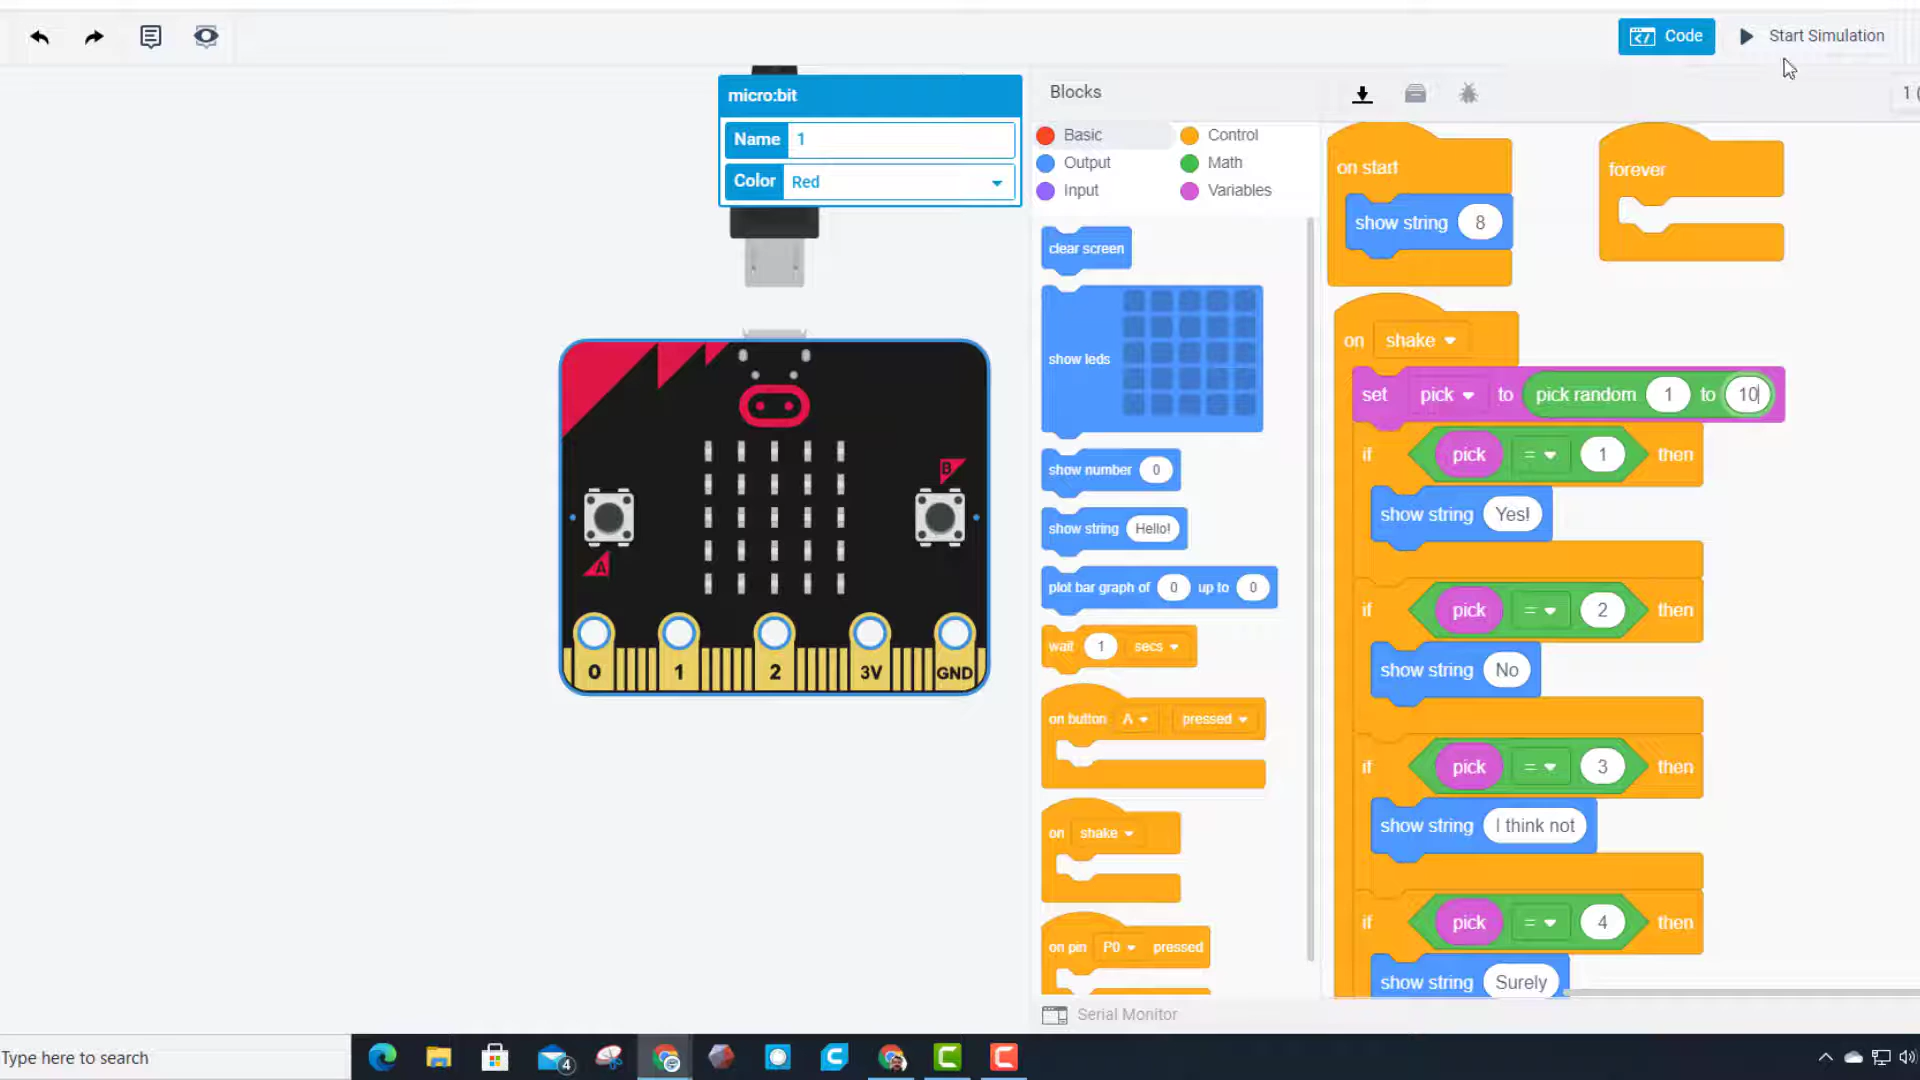 Code
Start Simulation
micro:bit
Name 1
Color Red
Blocks
1 (
Basic
Control
Output
Math
Input
Variables
clear screen
show leds
show number 0
show string Hello!
plot bar graph of 0 up to 0
wait 1 secs
on button A pressed
on shake
on pin P0 pressed
Serial Monitor
on start
show string 8
forever
on shake
set pick to pick random 1 to 10
if pick = 1 then
show string Yes!
if pick = 2 then
show string No
if pick = 3 then
show string I think not
if pick = 4 then
show string Surely
B
A
0 1 2 3V GND
Type here to search
4